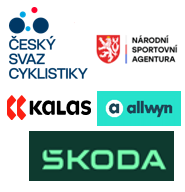 ČESKÝ
SVAZ
CYKLISTIKY
NÁRODNÍ
SPORTOVNÍ
AGENTURA
KALAS
a allwyn
ŠKODA